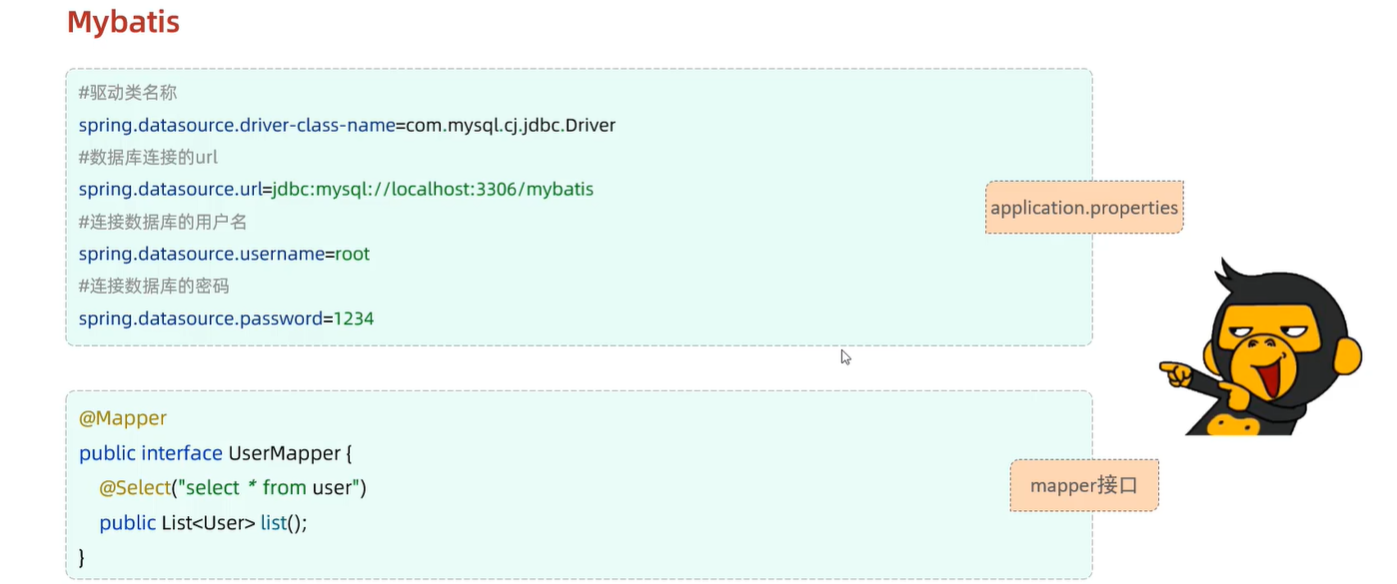 Mybatis
#驱动类名称
spring.datasource.driver-class-name=com.mysql.cj.jdbc.Driver
#数据库连接的url
spring.datasource.url=jdbc:mysql://localhost:3306/mybatis
#连接数据库的用户名
spring.datasource.username=root
#连接数据库的密码
spring.datasource.password=1234
application.properties
@Mapper
public interface UserMapper {
@Select("select * from user")
public List<User> list();
}
mapper接口